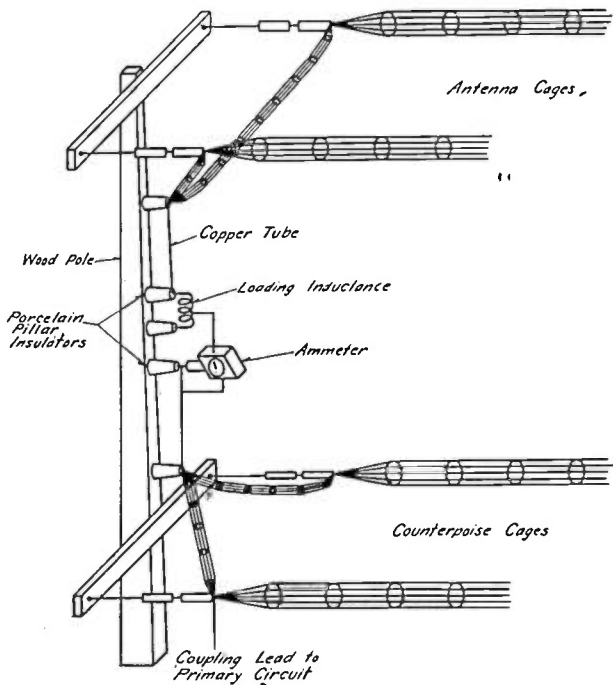 Antenna Cages.
Copper Tube
Wood Pole
Loading Inductance
Porcelain
Pillar
Insulators
Ammeter
Counterpoise Cages
Coupling Lead to
Primary Circuit